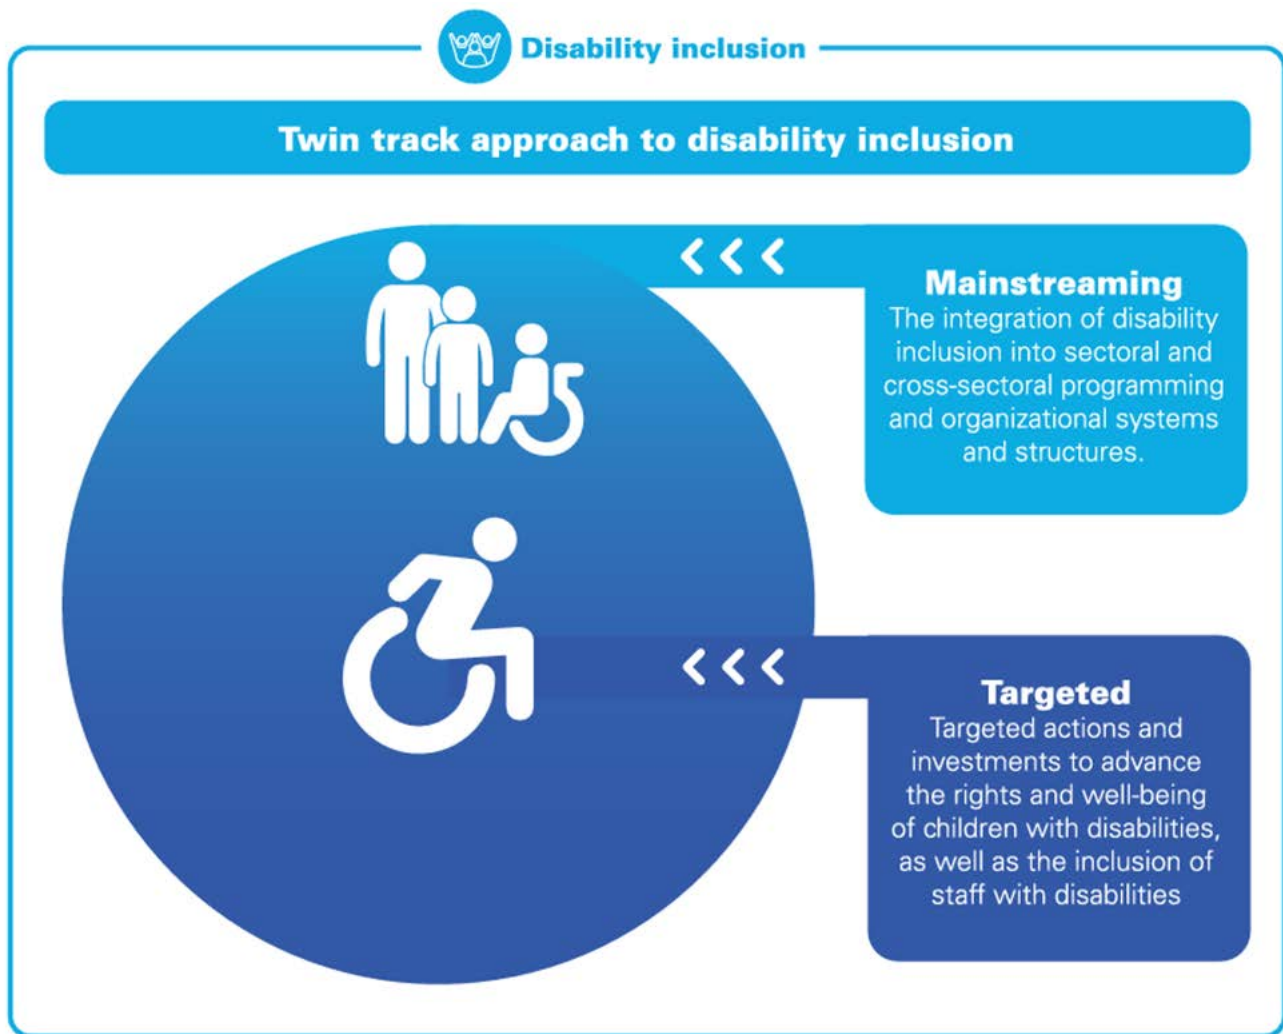 Disability inclusion
Twin track approach to disability inclusion
Mainstreaming
The integration of disability
inclusion into sectoral and
cross-sectoral programming
and organizational systems
and structures.
Targeted
Targeted actions and
investments to advance
the rights and well-being
of children with disabilities,
as well as the inclusion of
staff with disabilities